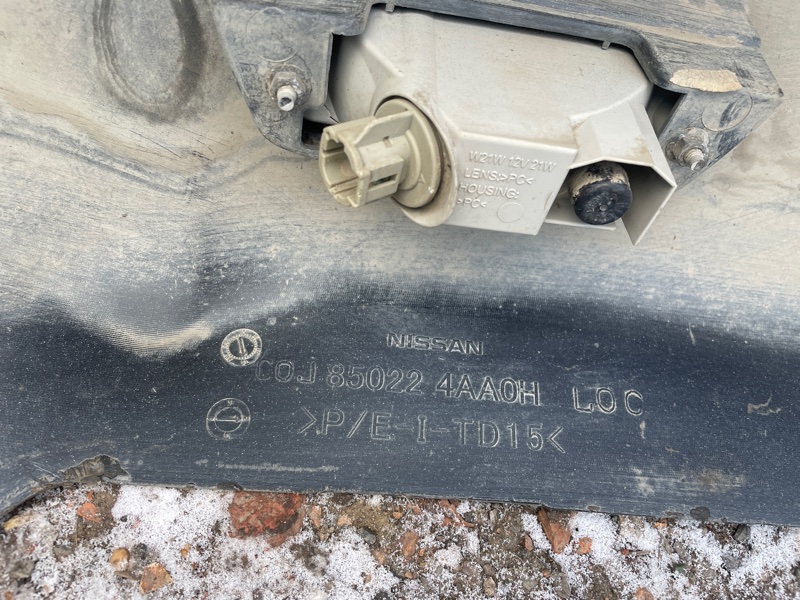 W21W 12V 21W
LENS:>PC<
HOUSING:
>PC<
NISSAN
COJ 85022 4AA0H LOC
>P/E-I-TD15<